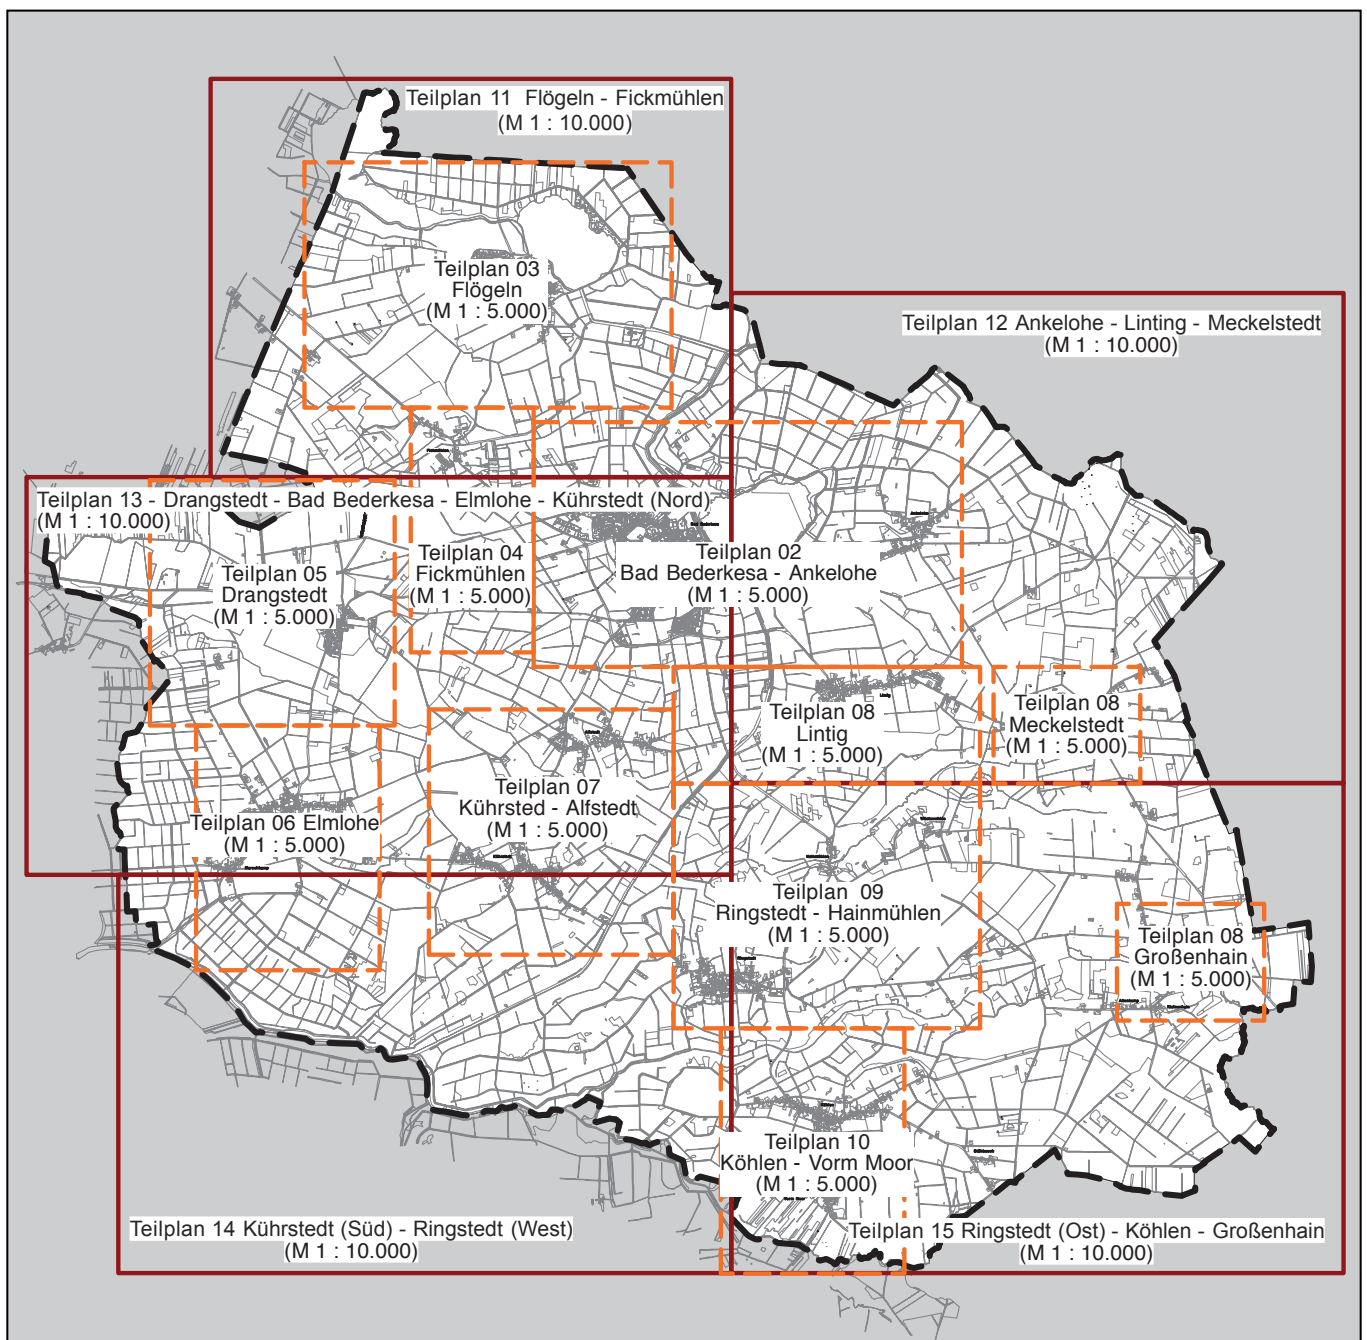 Teilplan 11 Flögeln - Fickmühlen
(M 1 : 10.000)
Teilplan 03
Flögeln
(M 1 : 5.000)
Teilplan 12 Ankelohe - Linting - Meckelstedt
(M 1 : 10.000)
Teilplan 13 - Drangstedt - Bad Bederkesa - Elmlohe - Kührstedt (Nord)
(M 1 : 10.000)
Teilplan 04
Fickmühlen
(M 1 : 5.000)
Teilplan 02
Bad Bederkesa - Ankelohe
(M 1 : 5.000)
Teilplan 05
Drangstedt
(M 1 : 5.000)
Teilplan 08
Lintig
(M 1 : 5.000)
Teilplan 08
Meckelstedt
(M 1 : 5.000)
Teilplan 07
Kührsted - Alfstedt
(M 1 : 5.000)
Teilplan 06 Elmlohe
(M 1 : 5.000)
Teilplan 09
Ringstedt - Hainmühlen
(M 1 : 5.000)
Teilplan 08
Großenhain
(M 1 : 5.000)
Teilplan 10
Köhlen - Vorm Moor
(M 1 : 5.000)
Teilplan 14 Kührstedt (Süd) - Ringstedt (West)
(M 1 : 10.000)
Teilplan 15 Ringstedt (Ost) - Köhlen - Großenhain
(M 1 : 10.000)